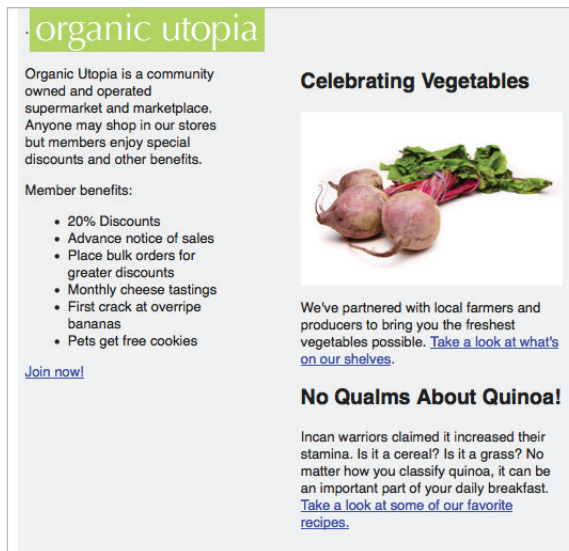 organic utopia
Organic Utopia is a community
owned and operated
supermarket and marketplace.
Anyone may shop in our stores
but members enjoy special
discounts and other benefits.
Member benefits:
• 20% Discounts
• Advance notice of sales
• Place bulk orders for
greater discounts
• Monthly cheese tastings
• First crack at overripe
bananas
• Pets get free cookies
Join now!
Celebrating Vegetables
We've partnered with local farmers and
producers to bring you the freshest
vegetables possible. Take a look at what's
on our shelves.
No Qualms About Quinoa!
Incan warriors claimed it increased their
stamina. Is it a cereal? Is it a grass? No
matter how you classify quinoa, it can be
an important part of your daily breakfast.
Take a look at some of our favorite
recipes.